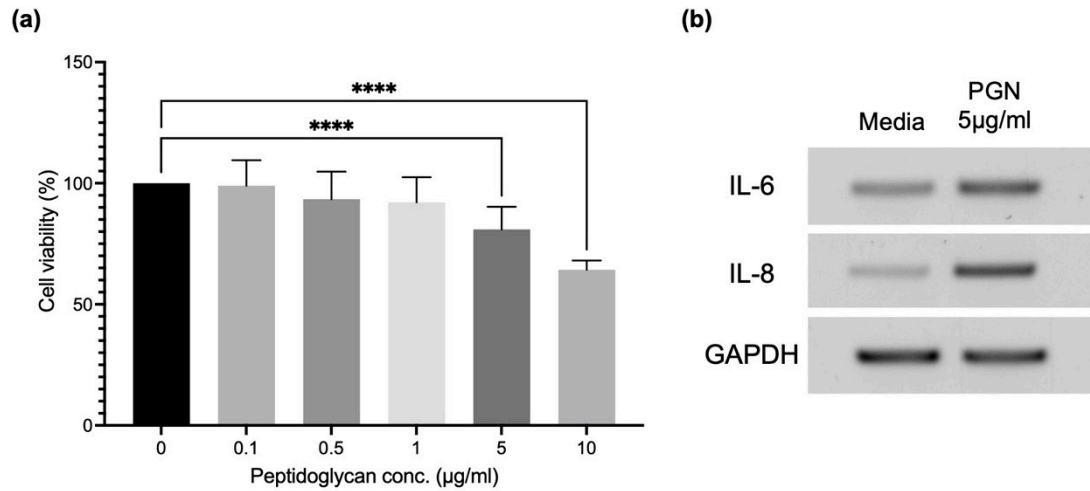 (a)
150
100
50
0
Cell viability (%)
****
****
0 0.1 0.5 1 5 10
Peptidoglycan conc. (µg/ml)
(b)
Media
PGN
5µg/ml
IL-6
IL-8
GAPDH